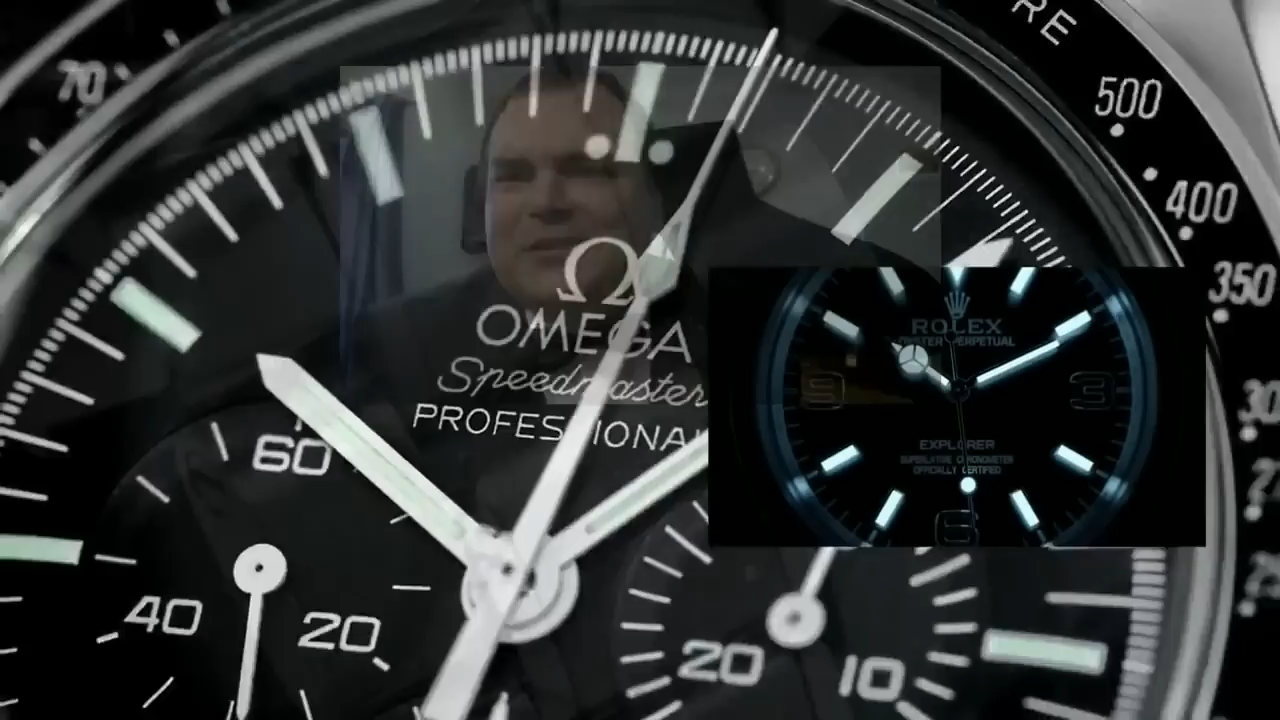 RE
70
500
400
350
Ω
OMEGA
Speedmaster
PROFESSIONAL
60
40
20
20
10
ROLEX
OYSTER PERPETUAL
9
3
EXPLORER
SUPERLATIVE CHRONOMETER
OFFICIALLY CERTIFIED
6